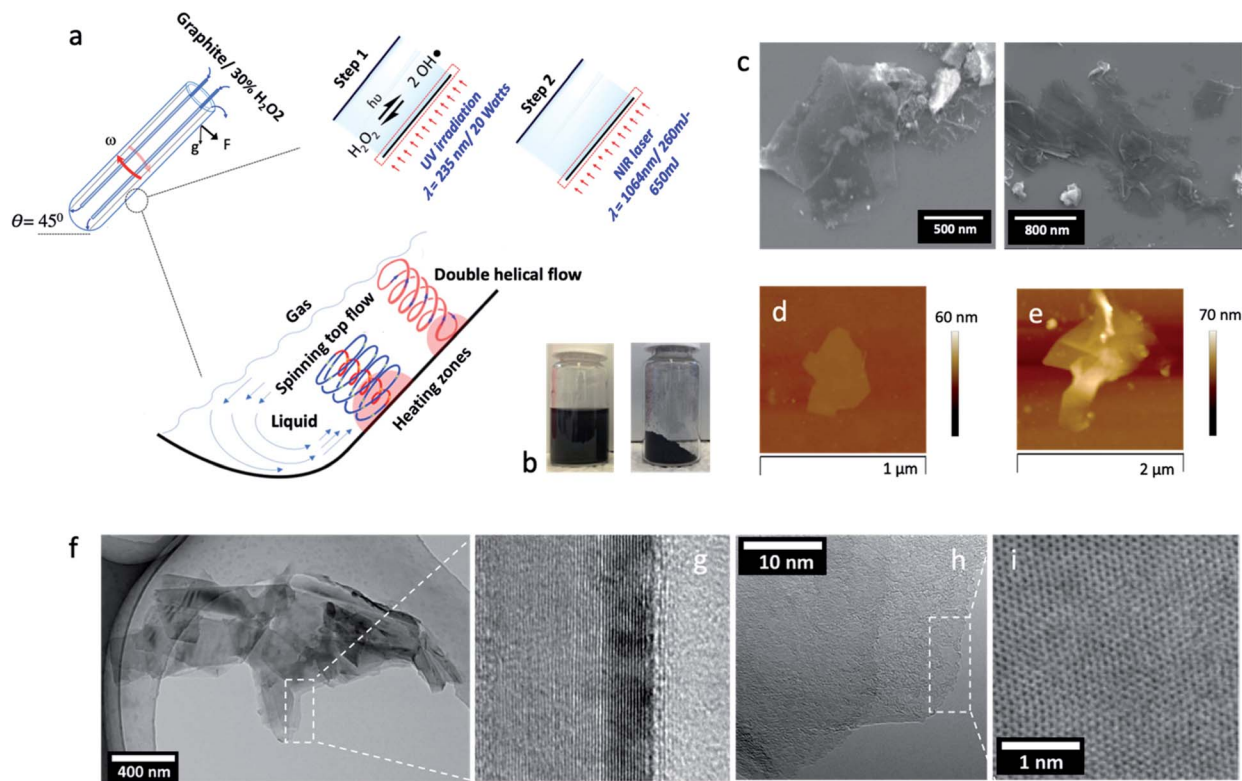 a
Graphite/ 30% H₂O2
ω
g
F
θ= 45⁰
Step 1
H₂O₂
hυ
2 OH●
UV irradiation
λ= 235 nm/ 20 Watts
Step 2
NIR laser
λ= 1064nm/ 260mJ-
650mJ
Gas
Spinning top flow
Double helical flow
Liquid
Heating zones
b
c
500 nm
800 nm
d
60 nm
1 µm
e
70 nm
2 µm
f
400 nm
g
10 nm
h
i
1 nm